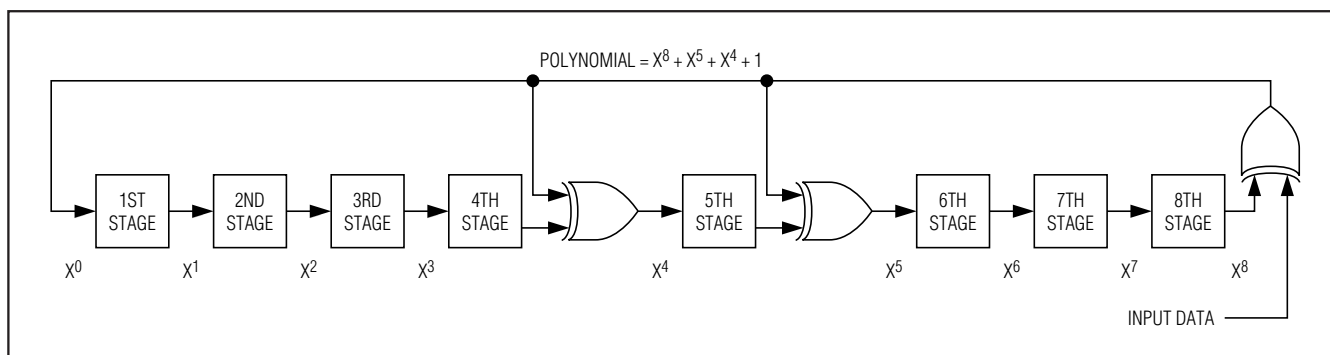 POLYNOMIAL = X⁸ + X⁵ + X⁴ + 1
1ST
STAGE
2ND
STAGE
3RD
STAGE
4TH
STAGE
5TH
STAGE
6TH
STAGE
7TH
STAGE
8TH
STAGE
X⁰ X¹ X² X³ X⁴ X⁵ X⁶ X⁷ X⁸
INPUT DATA